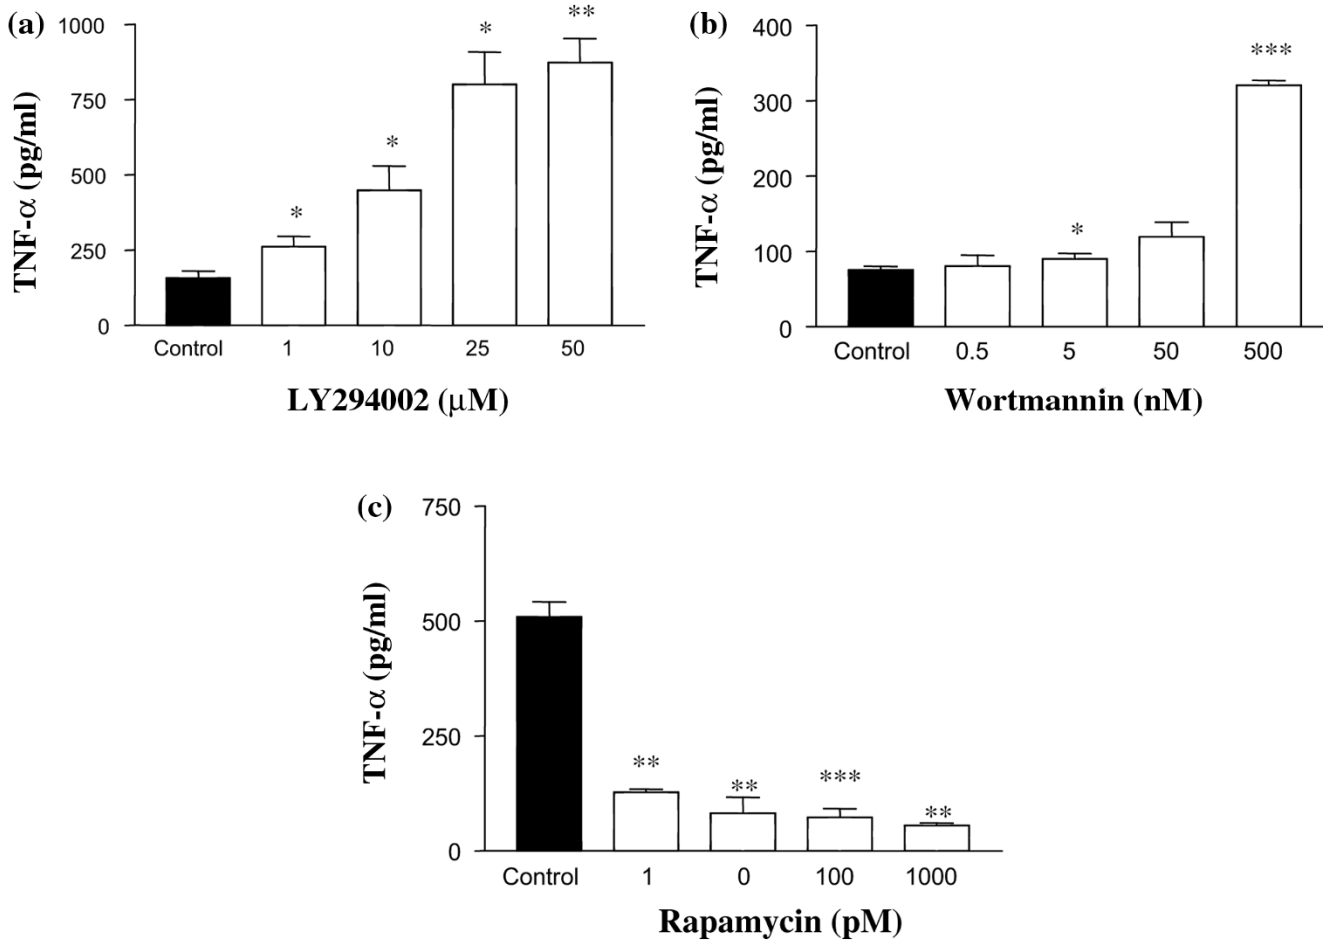 (a)
TNF-α (pg/ml)
1000
750
500
250
0
*
*
*
**
Control 1 10 25 50
LY294002 (μM)
(b)
TNF-α (pg/ml)
400
300
200
100
0
*
***
Control 0.5 5 50 500
Wortmannin (nM)
(c)
TNF-α (pg/ml)
750
500
250
0
**
**
***
**
Control 1 0 100 1000
Rapamycin (pM)